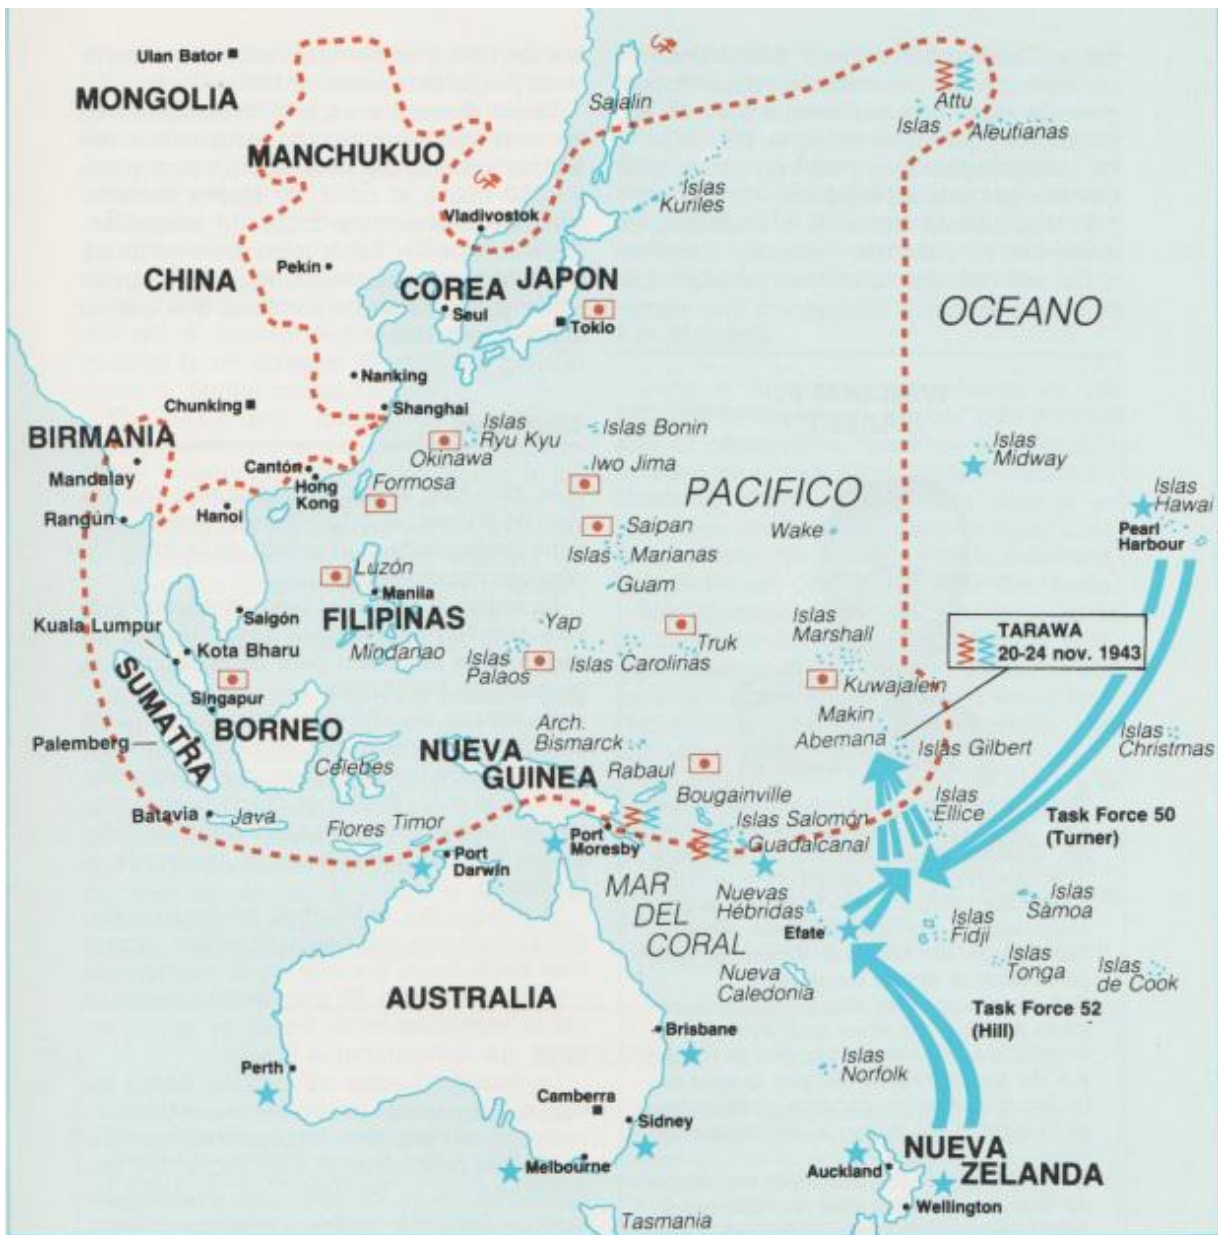 Ulan Bator
MONGOLIA
MANCHUKUO
Sajalin
Attu
Islas
Aleutianas
Islas
Kuriles
Vladivostok
Pekin
CHINA
COREA
JAPON
Seul
Tokio
OCEANO
Nanking
Chunking
Shanghai
BIRMANIA
Mandalay
Islas
Ryu Kyu
Okinawa
Islas Bonin
Islas
Midway
Cantón
Hong
Kong
Formosa
Iwo Jima
PACIFICO
Islas
Hawai
Rangún
Hanoi
Saipan
Islas Marianas
Wake
Pearl
Harbour
Luzón
Manila
Guam
FILIPINAS
Saigón
Kuala Lumpur
Kota Bharu
Mindanao
Yap
Islas
Palaos
Islas Carolinas
Truk
Islas
Marshall
TARAWA
20-24 nov. 1943
Kuwajalein
SUMATRA
Singapur
BORNEO
Palemberg
Célebes
Arch.
Bismarck
NUEVA
GUINEA
Rabaul
Makin
Abemana
Islas Gilbert
Islas
Christmas
Bougainville
Batavia
Java
Flores
Timor
Port
Moresby
Islas Salomón
Guadalcanal
Islas
Ellice
Task Force 50
(Turner)
Port
Darwin
MAR
DEL
CORAL
Nuevas
Hébridas
Efate
Islas
Sàmoa
Islas
Fidji
Islas
Tonga
Islas
de Cook
Nueva
Caledonia
AUSTRALIA
Task Force 52
(Hill)
Brisbane
Perth
Islas
Norfolk
Camberra
Sidney
Melbourne
Auckland
NUEVA
ZELANDA
Wellington
Tasmania